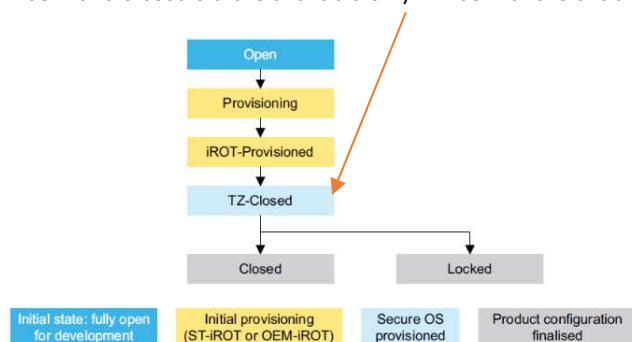 Open
Provisioning
iROT-Provisioned
TZ-Closed
Closed Locked
Initial state: fully open
for development
Initial provisioning
(ST-iROT or OEM-iROT)
Secure OS
provisioned
Product configuration
finalised